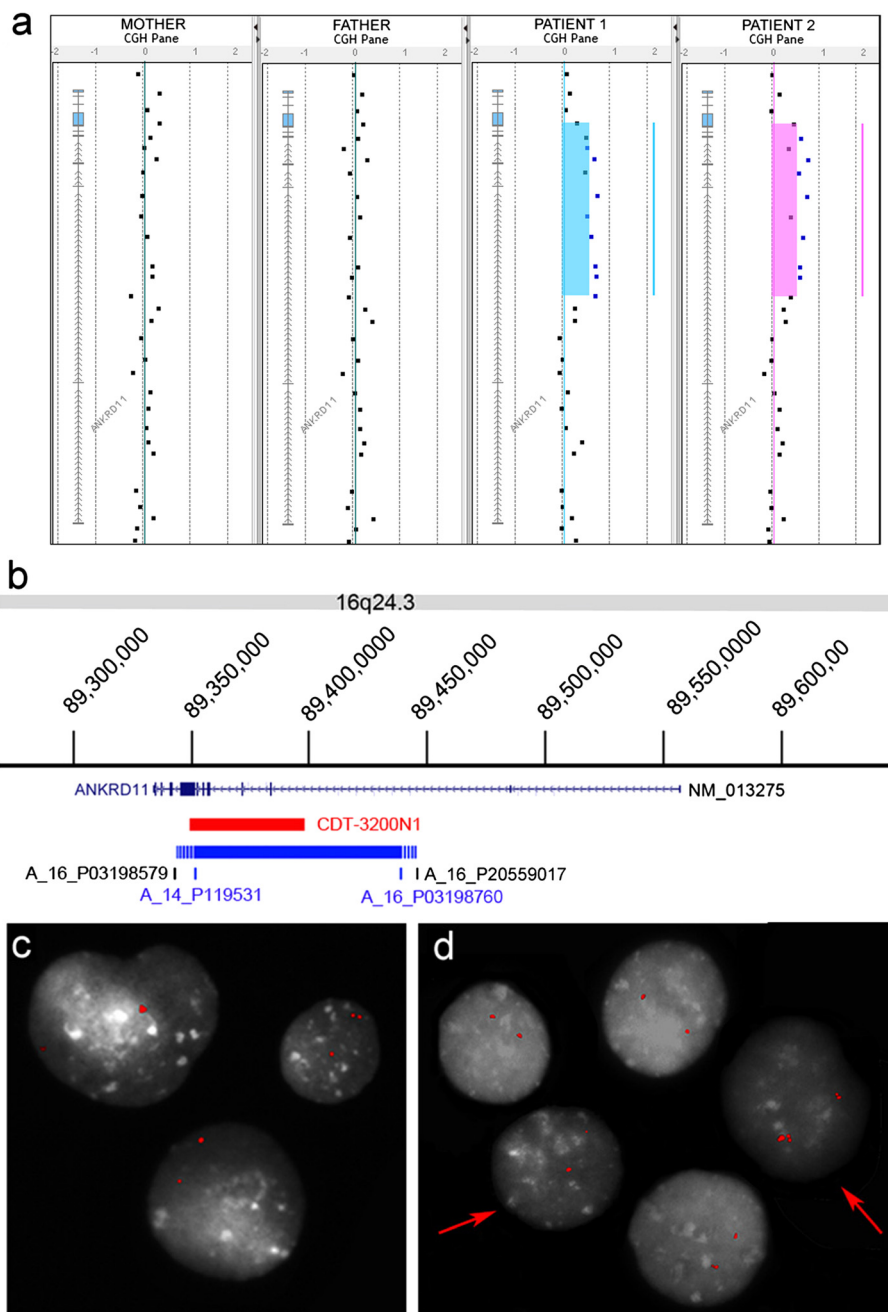 a
MOTHER
CGH Pane
-2 -1 0 1 2
ANKRD11
FATHER
CGH Pane
-2 -1 0 1 2
ANKRD11
PATIENT 1
CGH Pane
-2 -1 0 1 2
ANKRD11
PATIENT 2
CGH Pane
-2 -1 0 1 2
ANKRD11
b
16q24.3
89,300,000
89,350,000
89,400,0000
89,450,000
89,500,000
89,550,0000
89,600,00
ANKRD11
NM_013275
CDT-3200N1
A_16_P03198579
A_16_P20559017
A_14_P119531
A_16_P03198760
c
d